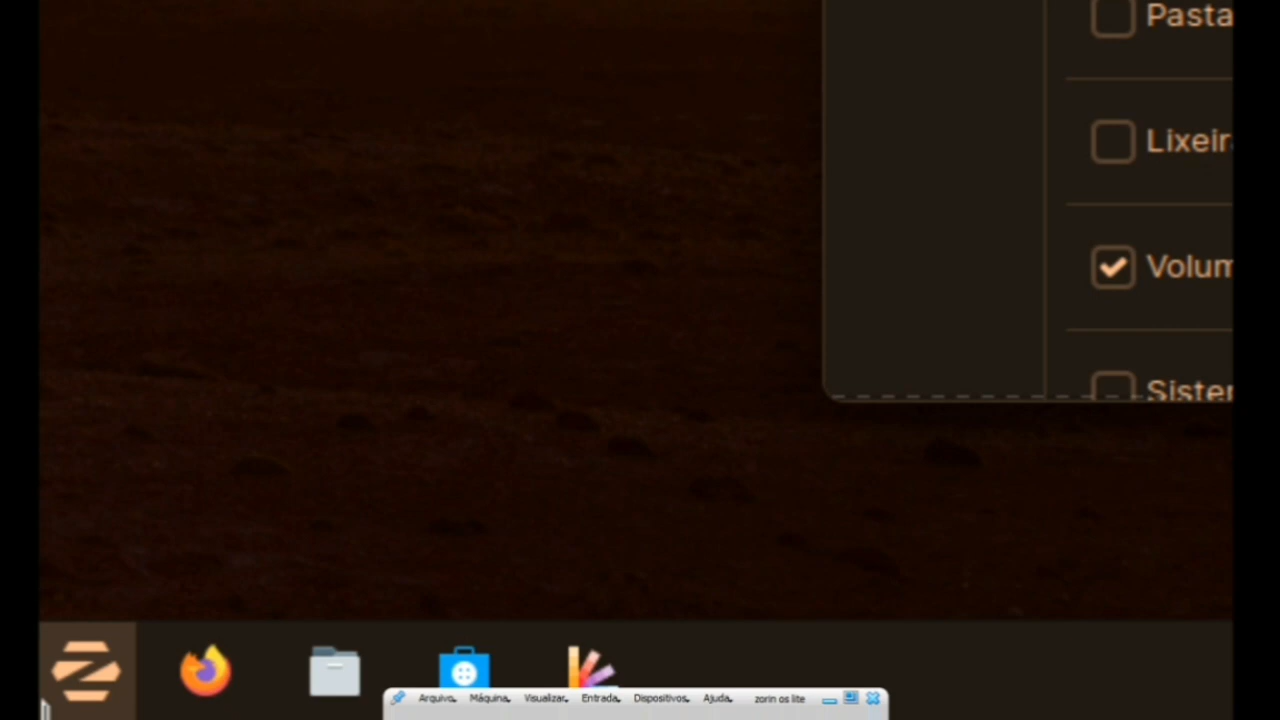 Pasta
Lixeir
Volum
Sister
Arquivo Máquina Visualizar Entrada Dispositivos Ajuda zorin os lite